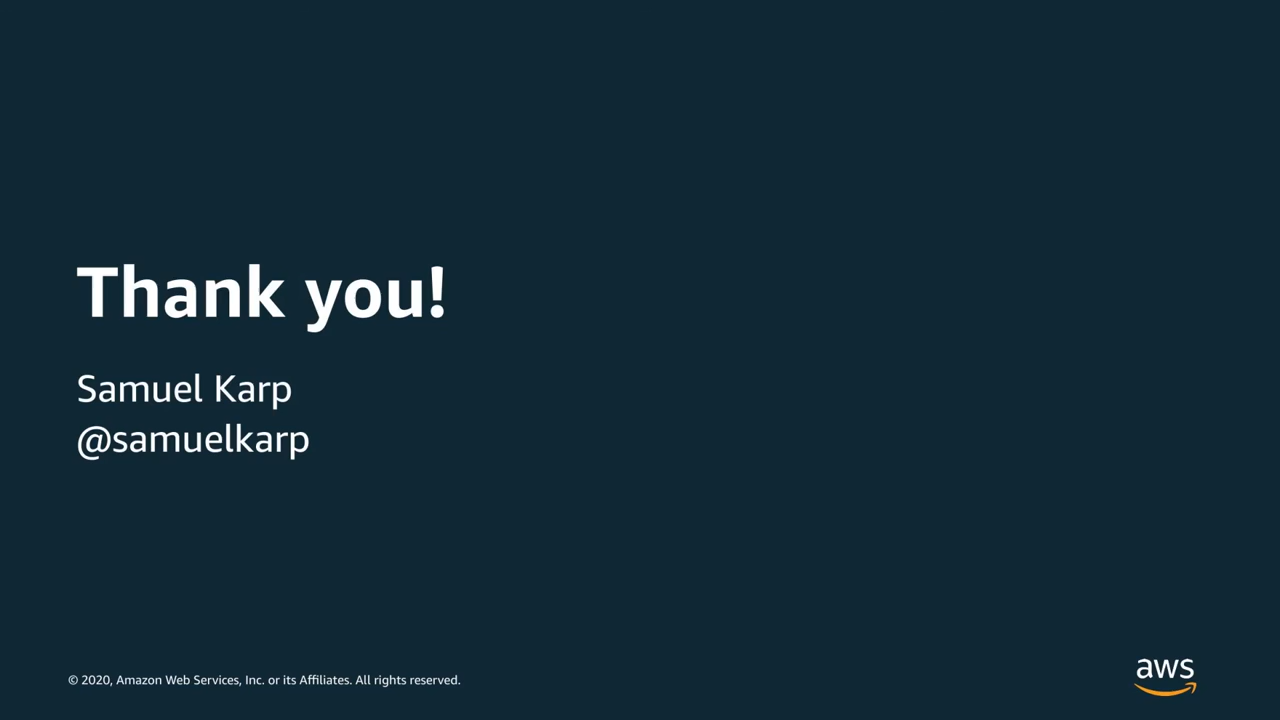 Thank you!
Samuel Karp
@samuelkarp
© 2020, Amazon Web Services, Inc. or its Affiliates. All rights reserved.
aws